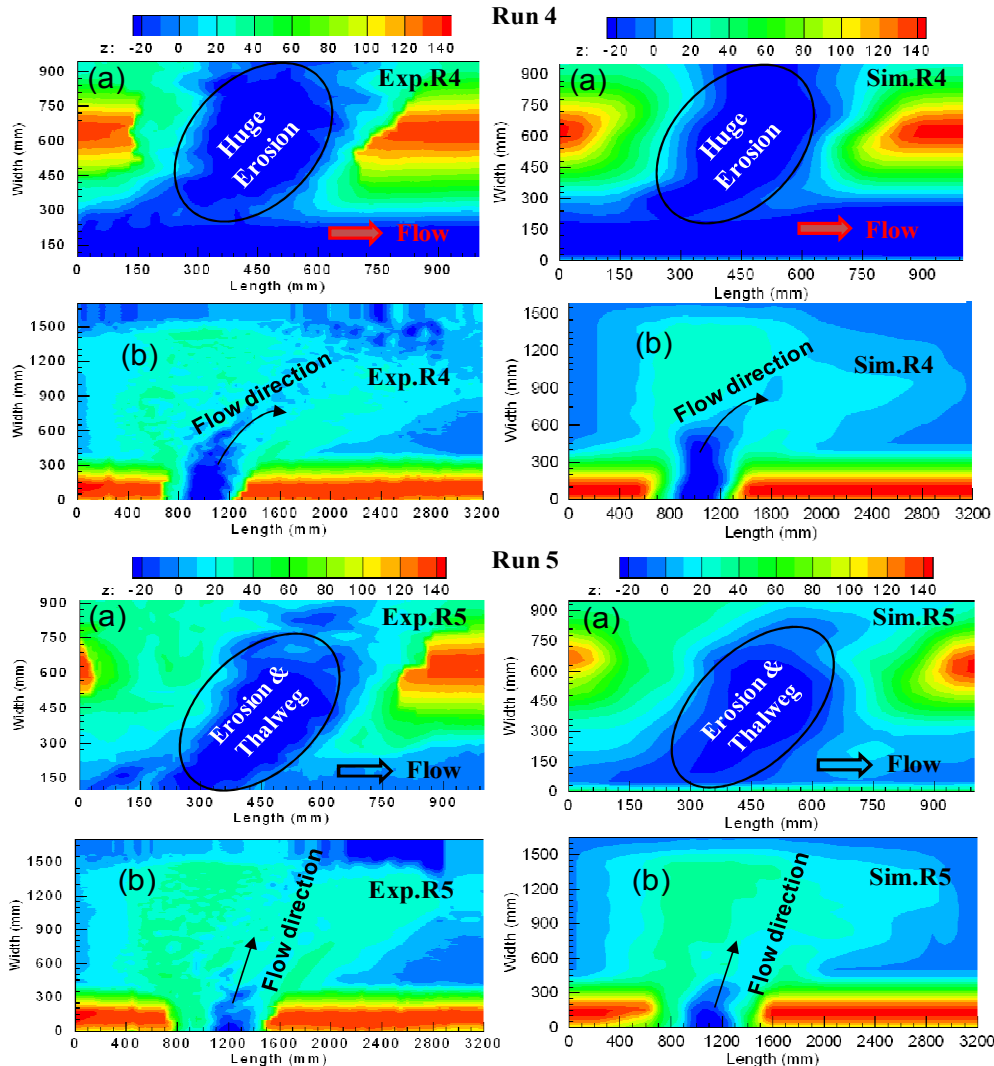 Run 4
z: -20 0 20 40 60 80 100 120 140
z: -20 0 20 40 60 80 100 120 140
(a) Exp.R4
Huge
Erosion
Flow
Width (mm)
900
750
600
450
300
150
0 150 300 450 600 750 900
Length (mm)
(a) Sim.R4
Huge
Erosion
Flow
Width (mm)
900
750
600
450
300
150
0
0 150 300 450 600 750 900
Length (mm)
(b) Exp.R4
Flow direction
Width (mm)
1500
1200
900
600
300
0
0 400 800 1200 1600 2000 2400 2800 3200
Length (mm)
(b) Sim.R4
Flow direction
Width (mm)
1500
1200
900
600
300
0
0 400 800 1200 1600 2000 2400 2800 3200
Length (mm)
Run 5
z: -20 0 20 40 60 80 100 120 140
z: -20 0 20 40 60 80 100 120 140
(a) Exp.R5
Erosion &
Thalweg
Flow
Width (mm)
900
750
600
450
300
150
0 150 300 450 600 750 900
Length (mm)
(a) Sim.R5
Erosion &
Thalweg
Flow
Width (mm)
900
750
600
450
300
150
0
0 150 300 450 600 750 900
Length (mm)
(b) Exp.R5
Flow direction
Width (mm)
1500
1200
900
600
300
0
0 400 800 1200 1600 2000 2400 2800 3200
Length (mm)
(b) Sim.R5
Flow direction
Width (mm)
1500
1200
900
600
300
0
0 400 800 1200 1600 2000 2400 2800 3200
Length (mm)